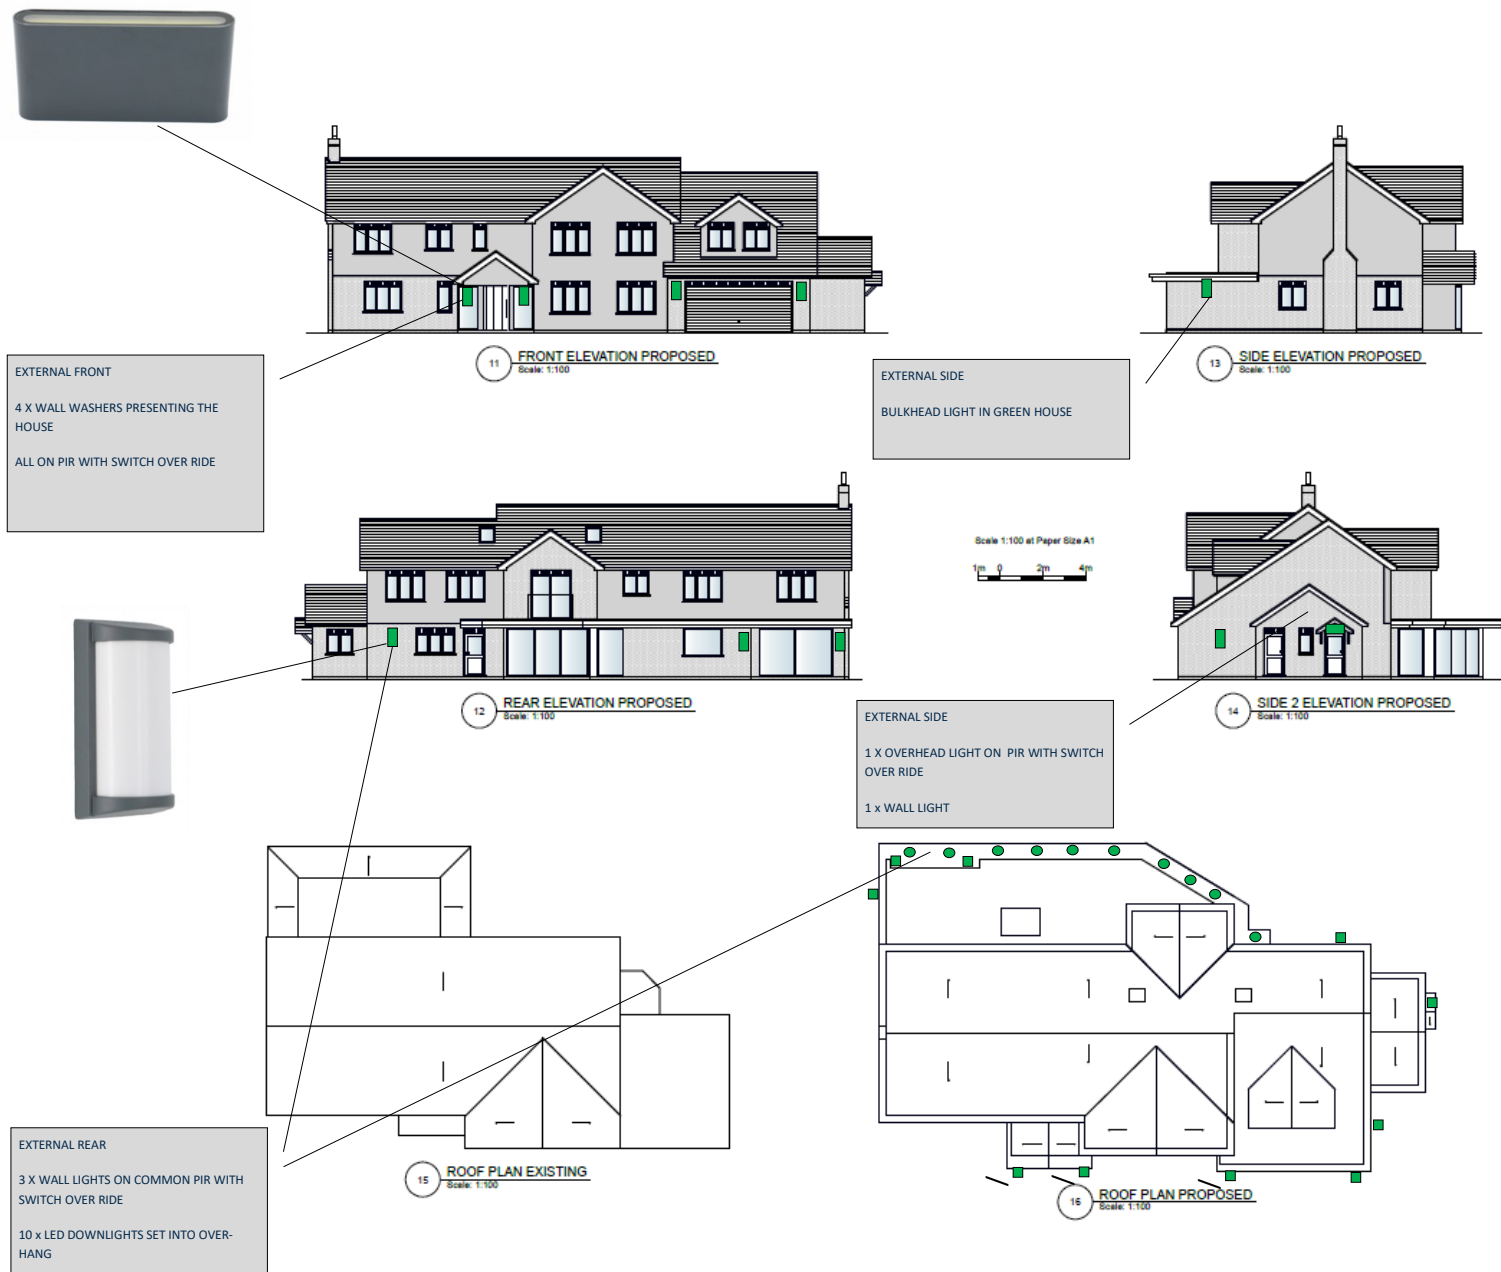 11
FRONT ELEVATION PROPOSED
Scale: 1:100
13
SIDE ELEVATION PROPOSED
Scale: 1:100
EXTERNAL FRONT
4 X WALL WASHERS PRESENTING THE
HOUSE
ALL ON PIR WITH SWITCH OVER RIDE
EXTERNAL SIDE
BULKHEAD LIGHT IN GREEN HOUSE
Scale 1:100 at Paper Size A1
1m 0 2m 4m
12
REAR ELEVATION PROPOSED
Scale: 1:100
14
SIDE 2 ELEVATION PROPOSED
Scale: 1:100
EXTERNAL SIDE
1 X OVERHEAD LIGHT ON PIR WITH SWITCH
OVER RIDE
1 x WALL LIGHT
EXTERNAL REAR
3 X WALL LIGHTS ON COMMON PIR WITH
SWITCH OVER RIDE
10 x LED DOWNLIGHTS SET INTO OVER-
HANG
15
ROOF PLAN EXISTING
Scale: 1:100
16
ROOF PLAN PROPOSED
Scale: 1:100